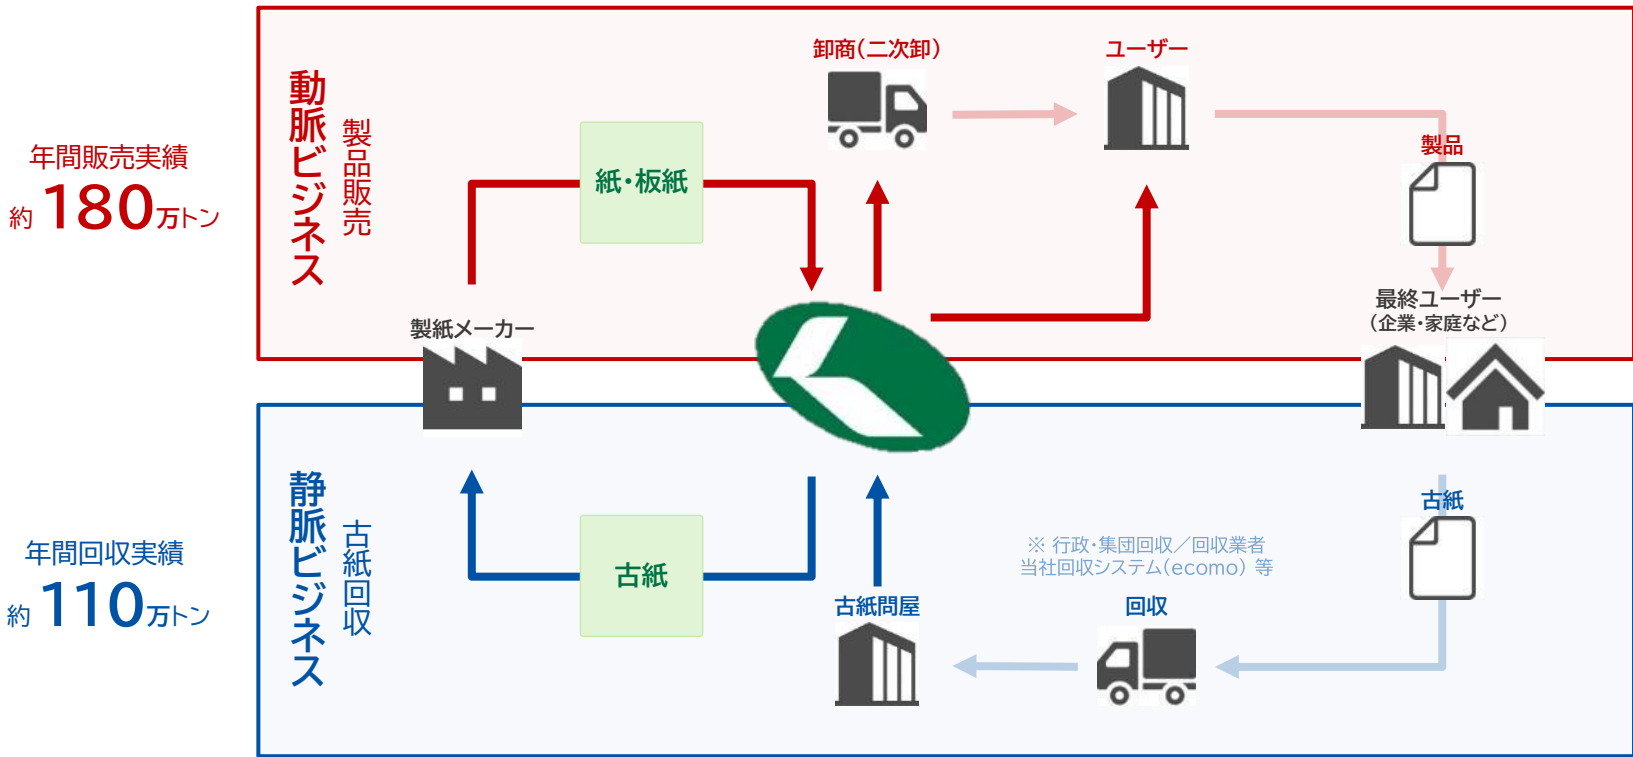 年間販売実績
約180万トン
動脈ビジネス
製品販売
紙・板紙
卸商(二次卸)
ユーザー
製品
製紙メーカー
最終ユーザー
(企業・家庭など)
年間回収実績
約110万トン
静脈ビジネス
古紙回収
古紙
古紙問屋
※ 行政・集団回収／回収業者
当社回収システム(ecomo) 等
回収
古紙